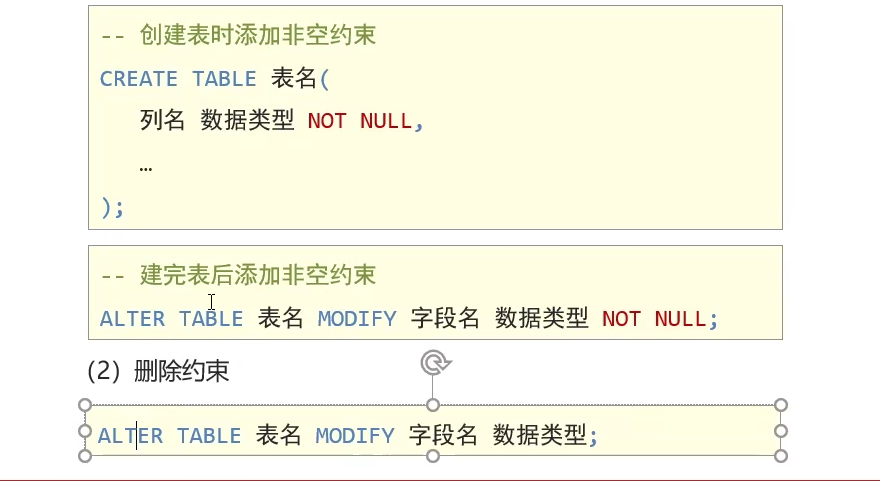 -- 创建表时添加非空约束
CREATE TABLE 表名(
列名 数据类型 NOT NULL,
…
);
-- 建完表后添加非空约束
ALTER TABLE 表名 MODIFY 字段名 数据类型 NOT NULL;
(2) 删除约束
ALTER TABLE 表名 MODIFY 字段名 数据类型;